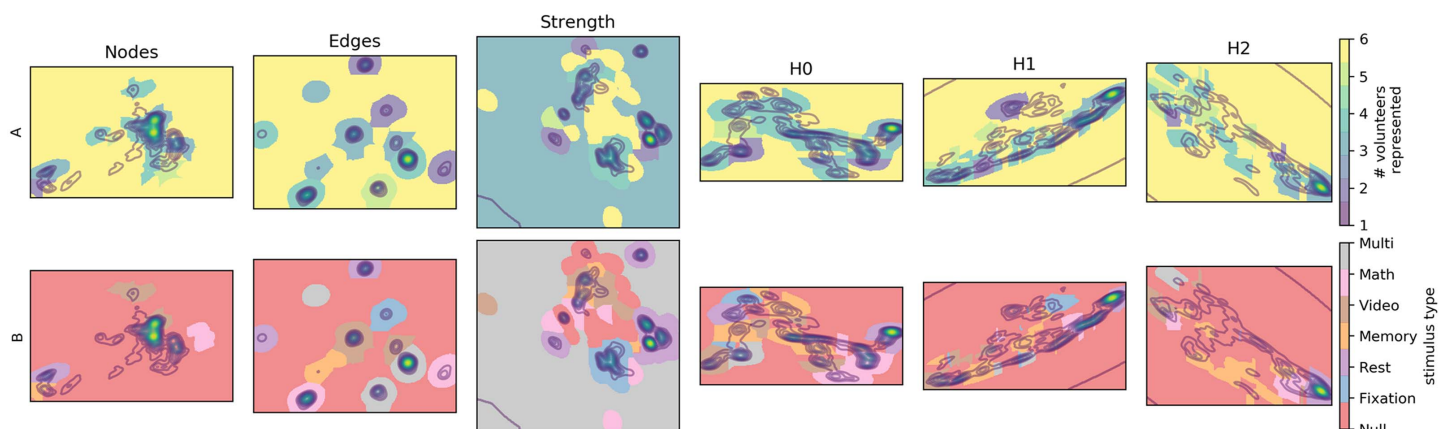 Nodes
Edges
Strength
H0
H1
H2
A
6
5
4
3
2
1
# volunteers
represented
B
Multi
Math
Video
Memory
Rest
Fixation
Null
stimulus type